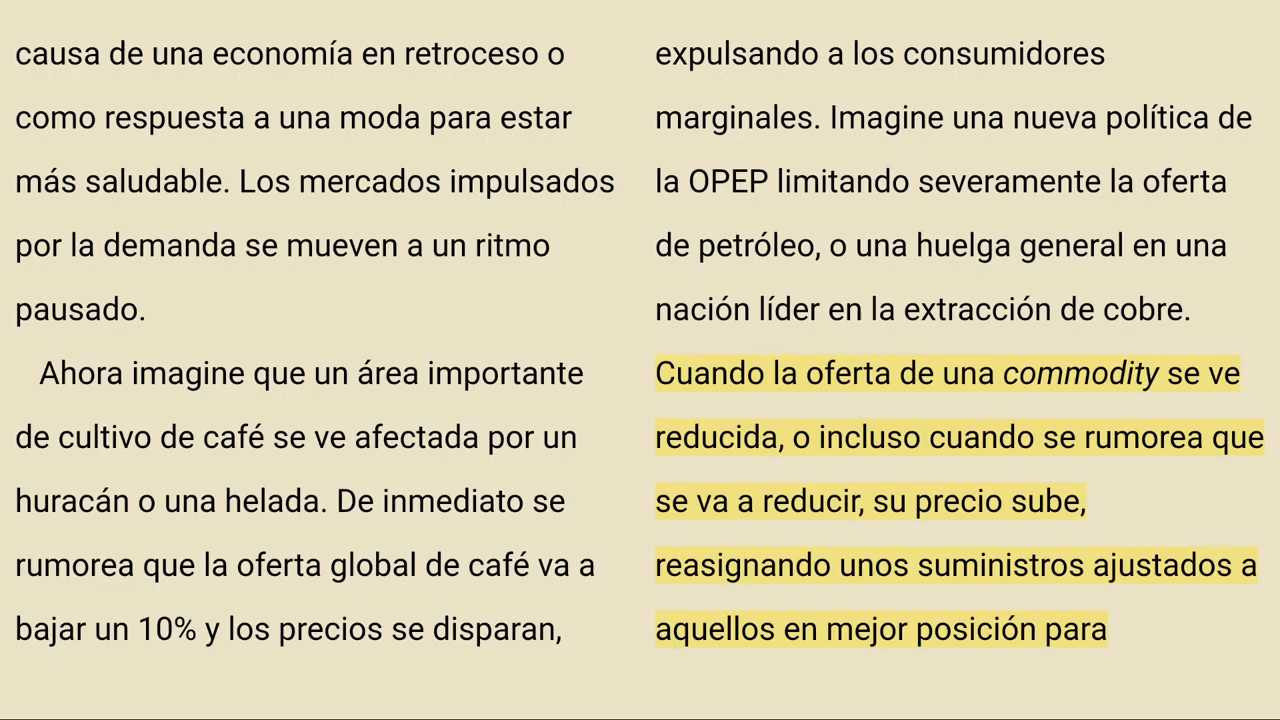 causa de una economía en retroceso o
como respuesta a una moda para estar
más saludable. Los mercados impulsados
por la demanda se mueven a un ritmo
pausado.
Ahora imagine que un área importante
de cultivo de café se ve afectada por un
huracán o una helada. De inmediato se
rumorea que la oferta global de café va a
bajar un 10% y los precios se disparan,
expulsando a los consumidores
marginales. Imagine una nueva política de
la OPEP limitando severamente la oferta
de petróleo, o una huelga general en una
nación líder en la extracción de cobre.
Cuando la oferta de una commodity se ve
reducida, o incluso cuando se rumorea que
se va a reducir, su precio sube,
reasignando unos suministros ajustados a
aquellos en mejor posición para